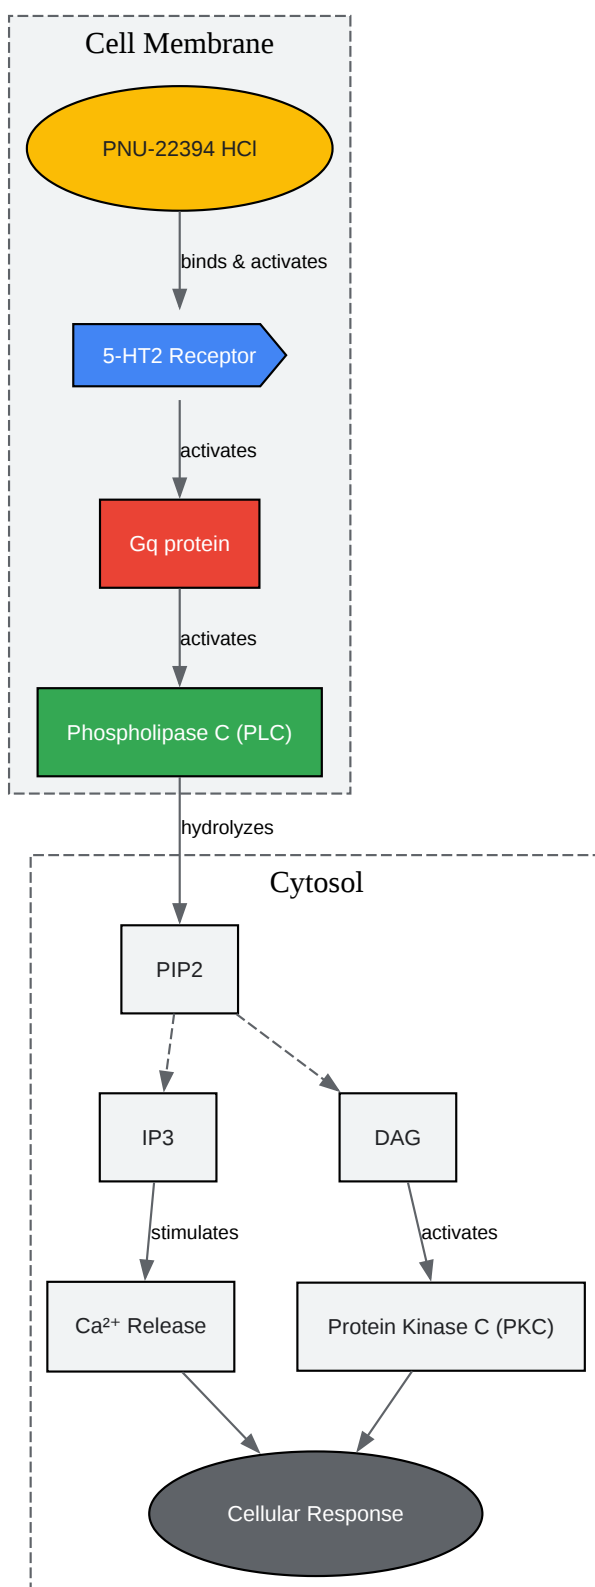 Cell Membrane
PNU-22394 HCl
binds & activates
5-HT2 Receptor
activates
Gq protein
activates
Phospholipase C (PLC)
hydrolyzes
Cytosol
PIP2
IP3
DAG
stimulates
activates
Ca²⁺ Release
Protein Kinase C (PKC)
Cellular Response